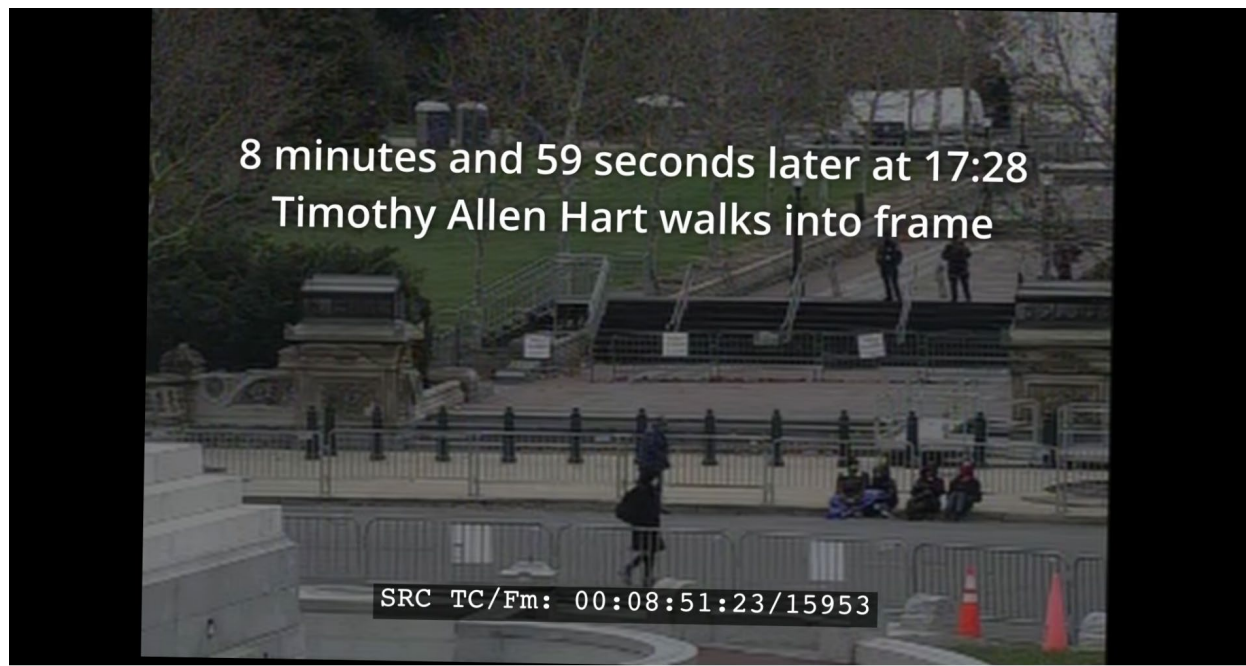 8 minutes and 59 seconds later at 17:28
Timothy Allen Hart walks into frame
SRC TC/Fm: 00:08:51:23/15953